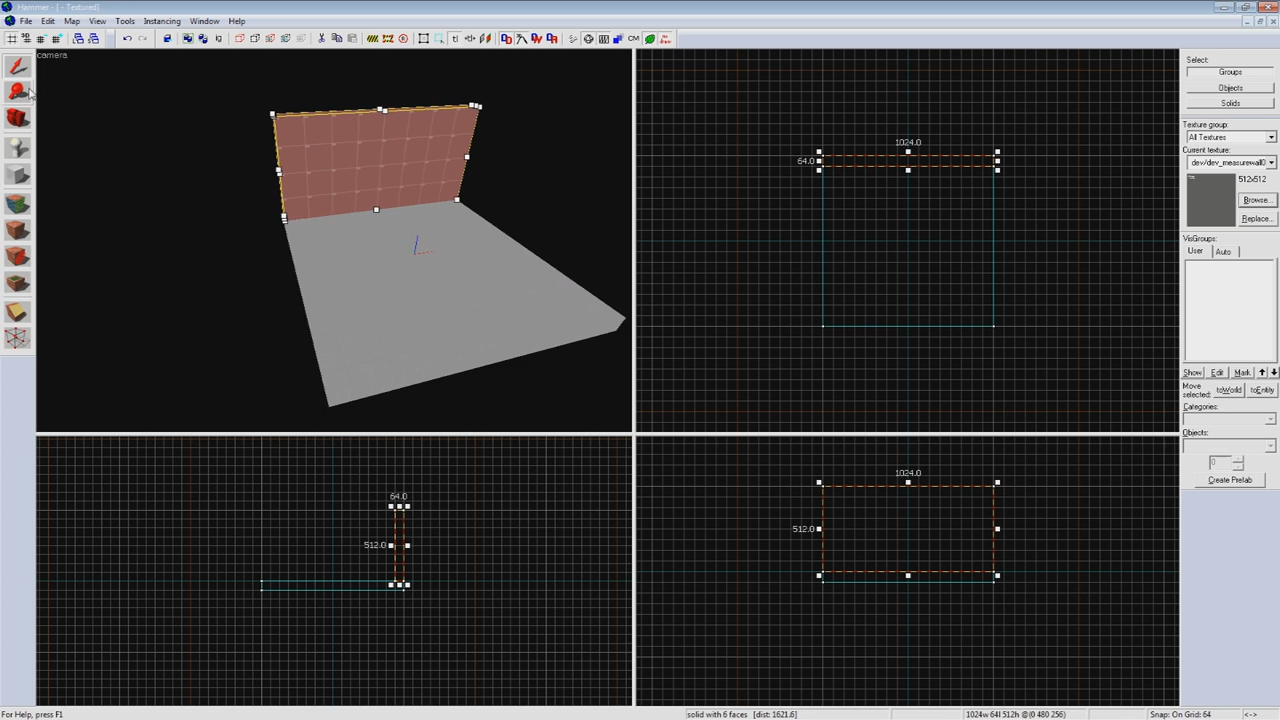 Hammer - [ - Textured]
File Edit Map View Tools Instancing Window Help
camera
1024.0
64.0
64.0
512.0
1024.0
512.0
Select:
Groups
Objects
Solids
Texture group:
All Textures
Current texture:
dev/dev_measurewall0
512x512
Browse...
Replace...
VisGroups:
User Auto
Show Edit Mark
Move selected:
toWorld toEntity
Categories:
Objects:
0
Create Prefab
For Help, press F1
solid with 6 faces [dist: 1621.6]
1024w 64l 512h @(0 480 256)
Snap: On Grid: 64
<->